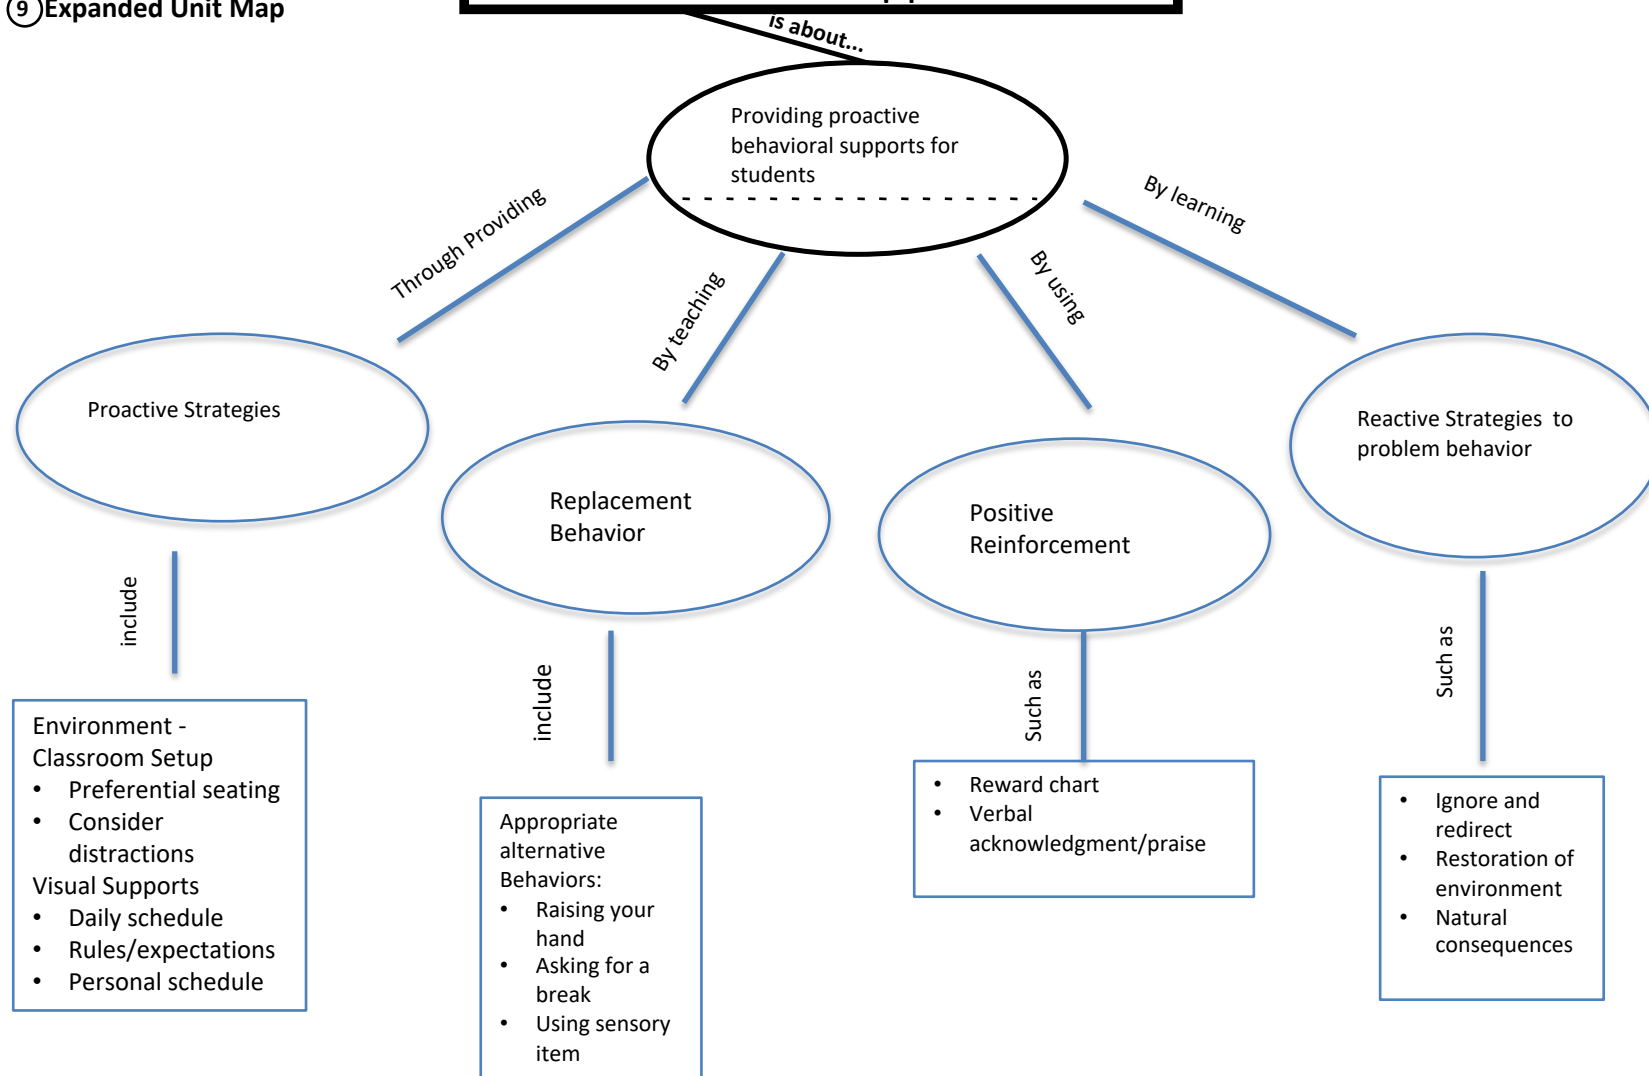 9 Expanded Unit Map
is about...
Providing proactive
behavioral supports for
students
Through Providing
By teaching
By using
By learning
Proactive Strategies
Replacement
Behavior
Positive
Reinforcement
Reactive Strategies to
problem behavior
include
include
Such as
Such as
Environment -
Classroom Setup
• Preferential seating
• Consider
distractions
Visual Supports
• Daily schedule
• Rules/expectations
• Personal schedule
Appropriate
alternative
Behaviors:
• Raising your
hand
• Asking for a
break
• Using sensory
item
• Reward chart
• Verbal
acknowledgment/praise
• Ignore and
redirect
• Restoration of
environment
• Natural
consequences